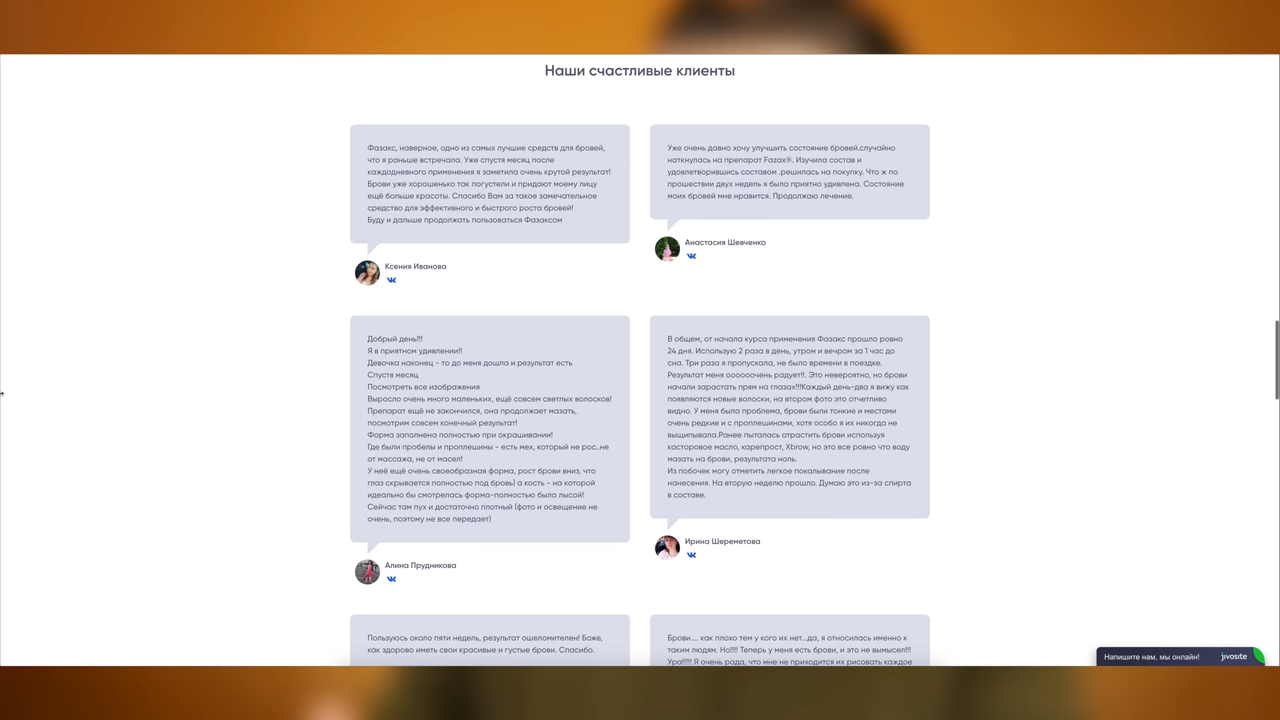 Наши счастливые клиенты
Фазакс, наверное, одно из самых лучшие средств для бровей,
что я раньше встречала. Уже спустя месяц после
каждодневного применения я заметила очень крутой результат!
Брови уже хорошенько так погустели и придают моему лицу
ещё больше красоты. Спасибо Вам за такое замечательное
средство для эффективного и быстрого роста бровей!
Буду и дальше продолжать пользоваться Фазаксом
Ксения Иванова
Уже очень давно хочу улучшить состояние бровей.случайно
наткнулась на препарат Fazax®. Изучила состав и
удовлетворившись составом .решилась на покупку. Что ж по
прошествии двух недель я была приятно удивлена. Состояние
моих бровей мне нравится. Продолжаю лечение.
Анастасия Шевченко
Добрый день!!!
Я в приятном удивлении!!
Девочка наконец - то до меня дошла и результат есть
Спустя месяц
Посмотреть все изображения
Выросло очень много маленьких, ещё совсем светлых волосков!
Препарат ещё не закончился, она продолжает мазать,
посмотрим совсем конечный результат!
Форма заполнена полностью при окрашивании!
Где были пробелы и проплешины - есть мех, который не рос..не
от массажа, не от масел!
У неё ещё очень своеобразная форма, рост брови вниз, что
глаз скрывается полностью под бровь) а кость - на которой
идеально бы смотрелась форма-полностью была лысой!
Сейчас там пух и достаточно плотный (фото и освещение не
очень, поэтому не все передает)
Алина Прудникова
В общем, от начала курса применения Фазакс прошло ровно
24 дня. Использую 2 раза в день, утром и вечром за 1 час до
сна. Три раза я пропускала, не было времени в поездке.
Результат меня оооооочень радует!!. Это невероятно, но брови
начали зарастать прям на глазах!!!Каждый день-два я вижу как
появляются новые волоски, на втором фото это отчетливо
видно. У меня была проблема, брови были тонкие и местами
очень редкие и с проплешинами, хотя особо я их никогда не
выщипывала.Ранее пыталась отрастить брови используя
касторовое масло, карепрост, Xbrow, но это все ровно что воду
мазать на брови, результата ноль.
Из побочек могу отметить легкое покалывание после
нанесения. На вторую неделю прошло. Думаю это из-за спирта
в составе.
Ирина Шереметова
Пользуюсь около пяти недель, результат ошеломителен! Боже,
как здорово иметь свои красивые и густые брови. Спасибо.
Брови.... как плохо тем у кого их нет...да, я относилась именно к
таким людям. Но!!!! Теперь у меня есть брови, и это не вымысел!!!
Ура!!!!! Я очень рада, что мне не приходится их рисовать каждое
Напишите нам, мы онлайн!
jivosite